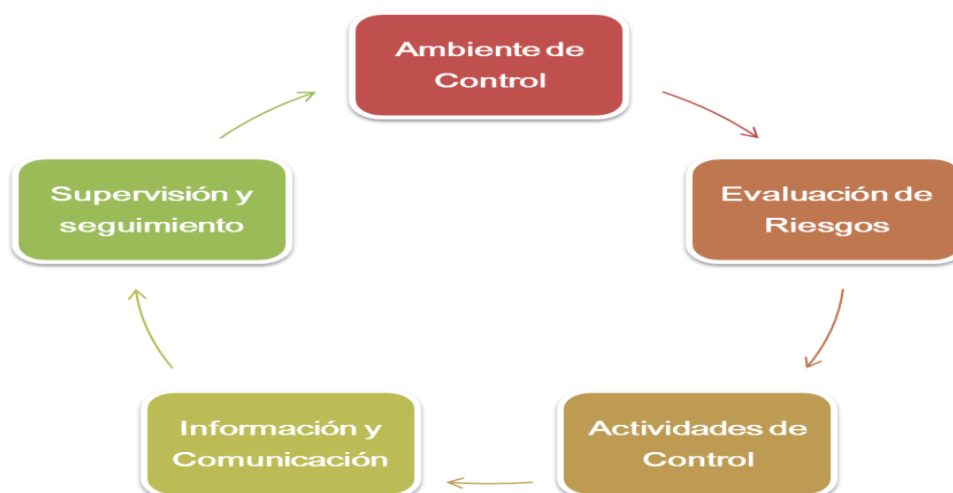 Ambiente de
Control
Evaluación de
Riesgos
Actividades de
Control
Información y
Comunicación
Supervisión y
seguimiento